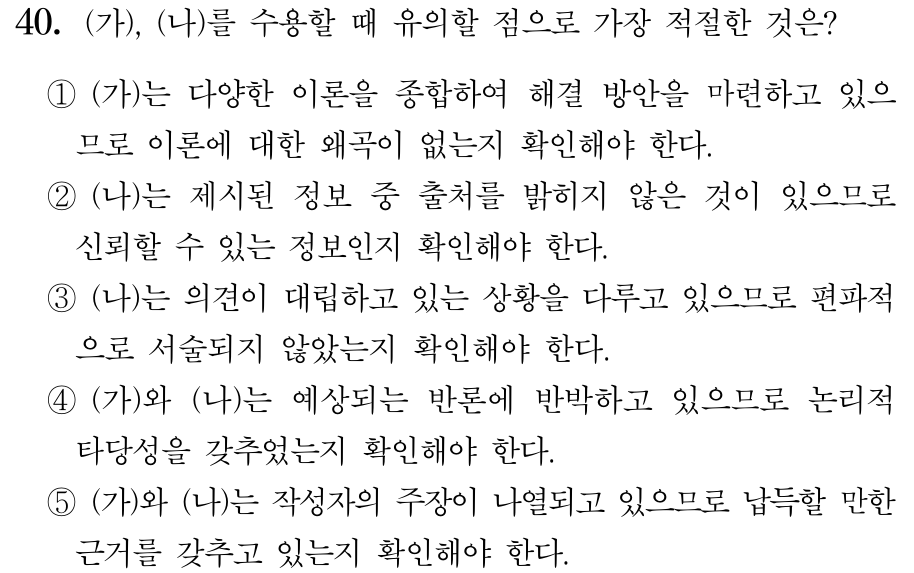 40. (가), (나)를 수용할 때 유의할 점으로 가장 적절한 것은?
① (가)는 다양한 이론을 종합하여 해결 방안을 마련하고 있으
므로 이론에 대한 왜곡이 없는지 확인해야 한다.
② (나)는 제시된 정보 중 출처를 밝히지 않은 것이 있으므로
신뢰할 수 있는 정보인지 확인해야 한다.
③ (나)는 의견이 대립하고 있는 상황을 다루고 있으므로 편파적
으로 서술되지 않았는지 확인해야 한다.
④ (가)와 (나)는 예상되는 반론에 반박하고 있으므로 논리적
타당성을 갖추었는지 확인해야 한다.
⑤ (가)와 (나)는 작성자의 주장이 나열되고 있으므로 납득할 만한
근거를 갖추고 있는지 확인해야 한다.